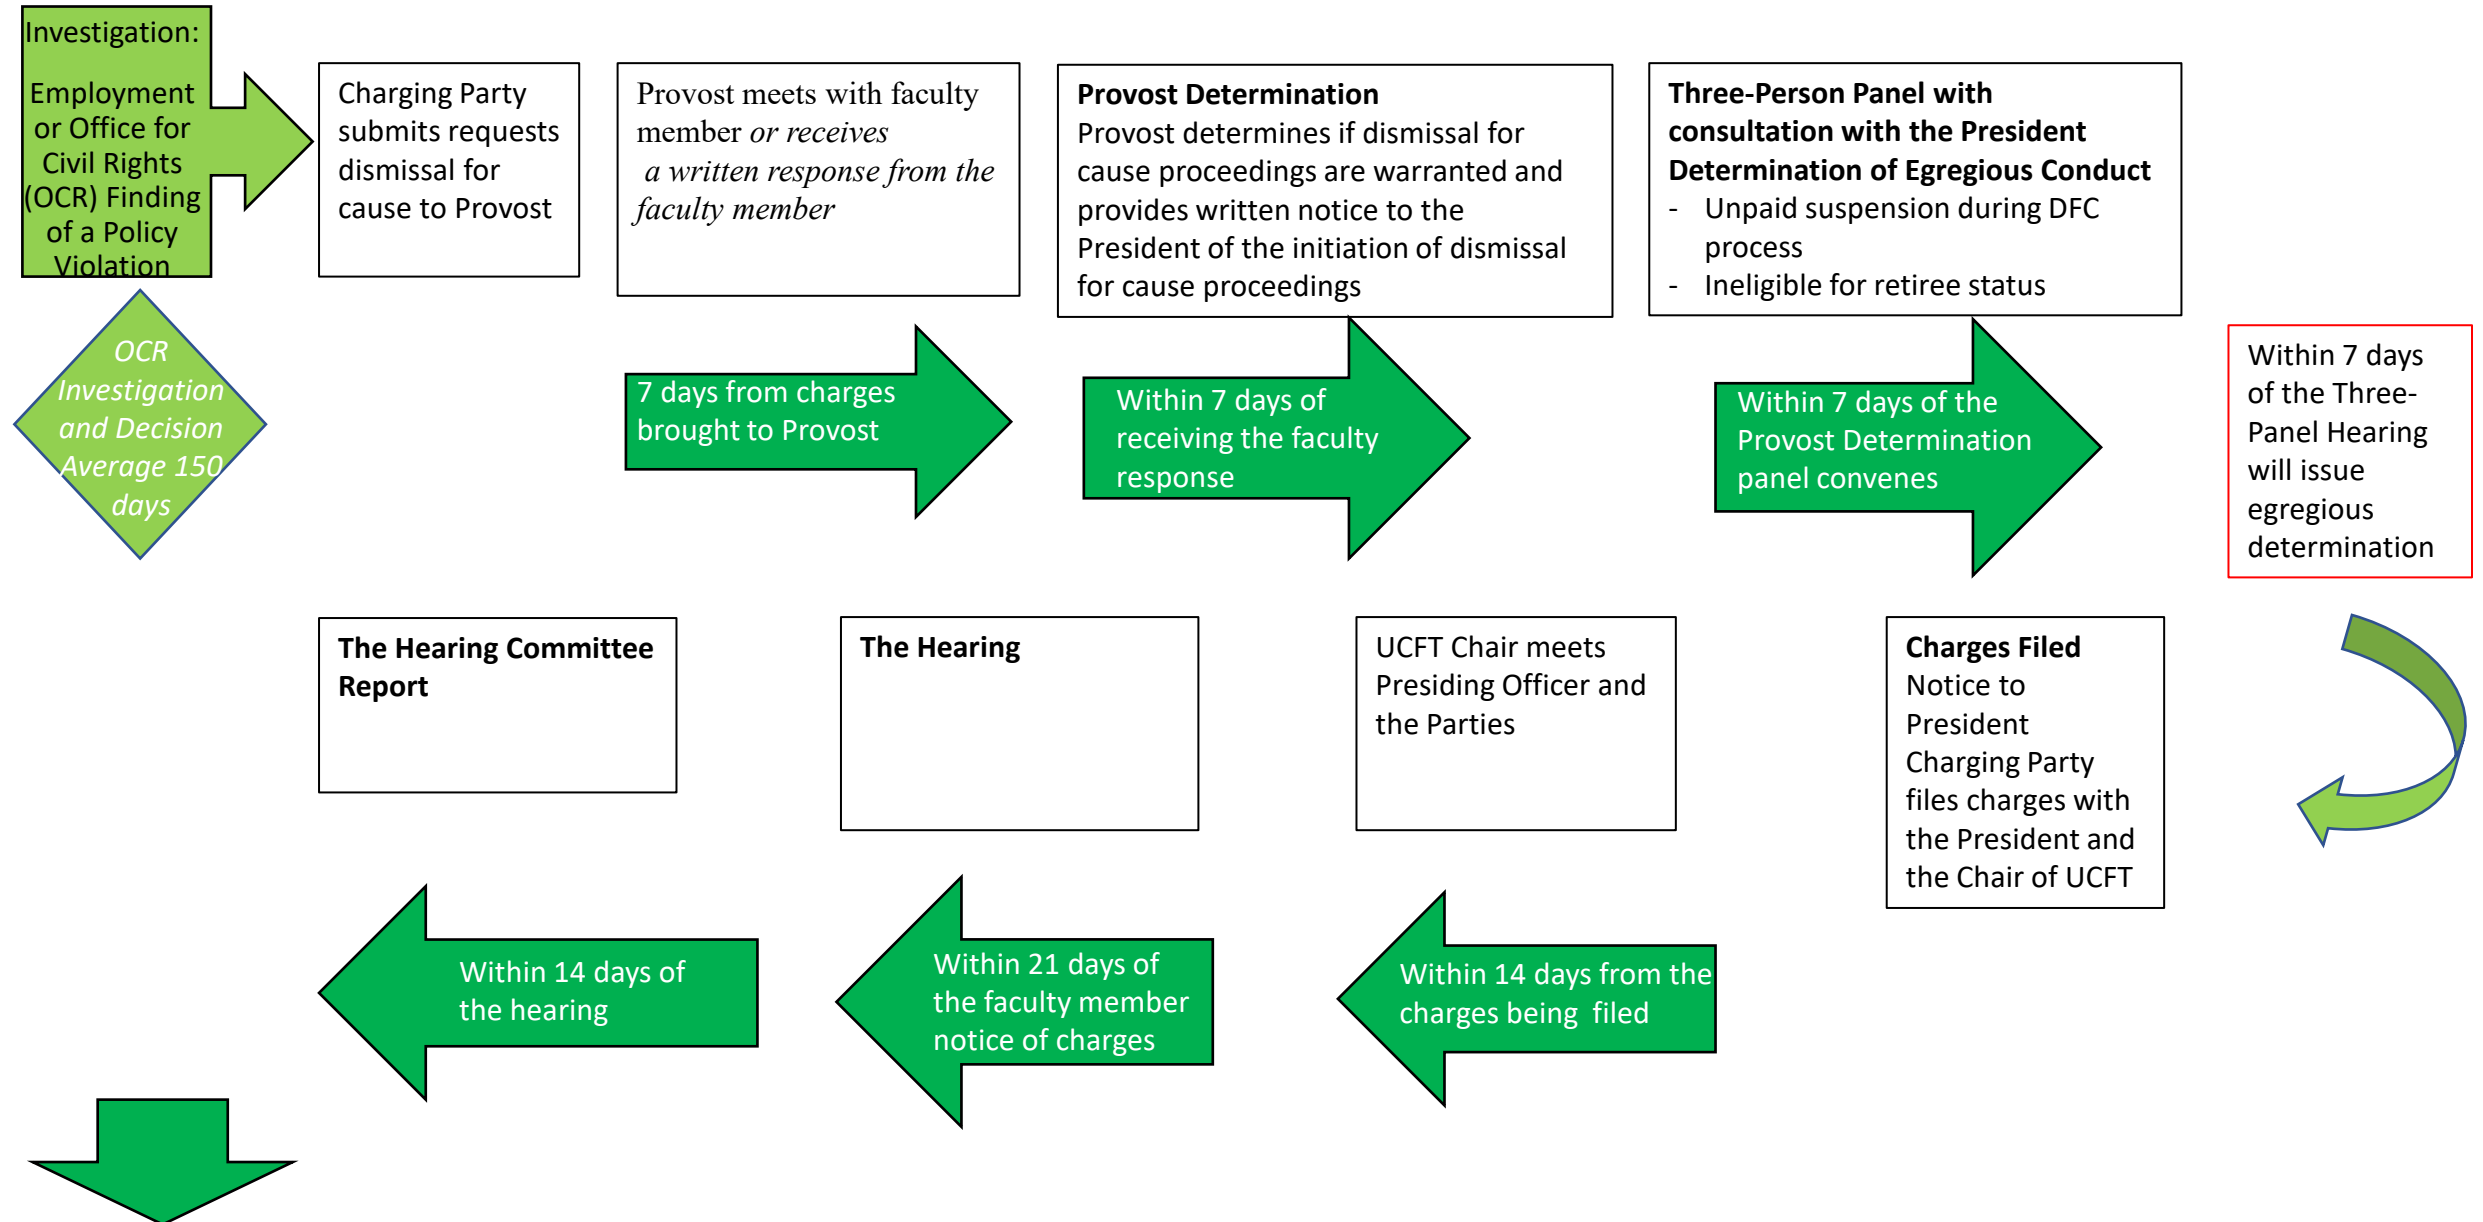 Investigation:
Employment
or Office for
Civil Rights
(OCR) Finding
of a Policy
Violation
Charging Party
submits requests
dismissal for
cause to Provost
Provost meets with faculty
member or receives
a written response from the
faculty member
Provost Determination
Provost determines if dismissal for
cause proceedings are warranted and
provides written notice to the
President of the initiation of dismissal
for cause proceedings
Three-Person Panel with
consultation with the President
Determination of Egregious Conduct
- Unpaid suspension during DFC
process
- Ineligible for retiree status
OCR
Investigation
and Decision
Average 150
days
7 days from charges
brought to Provost
Within 7 days of
receiving the faculty
response
Within 7 days of the
Provost Determination
panel convenes
Within 7 days
of the Three-
Panel Hearing
will issue
egregious
determination
The Hearing Committee
Report
The Hearing
UCFT Chair meets
Presiding Officer and
the Parties
Charges Filed
Notice to
President
Charging Party
files charges with
the President and
the Chair of UCFT
Within 14 days of
the hearing
Within 21 days of
the faculty member
notice of charges
Within 14 days from the
charges being  filed